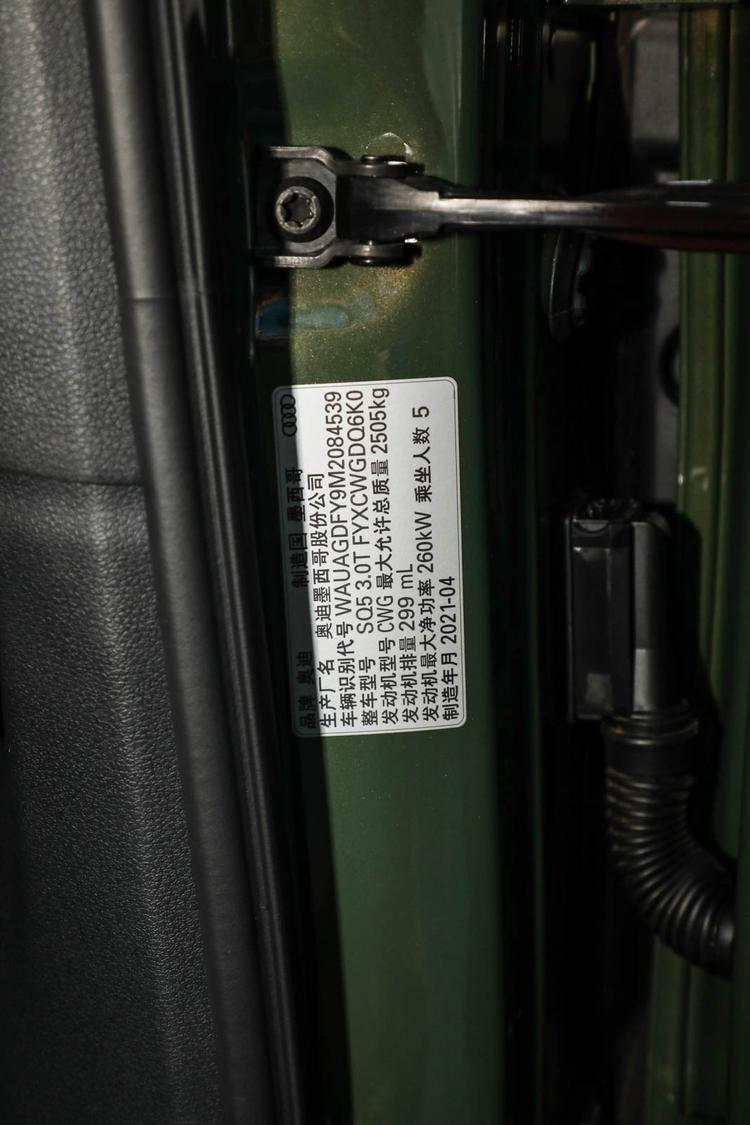 品牌 奥迪 制造国 墨西哥
生产厂名 奥迪墨西哥股份公司
车辆识别代号 WAUAGDFY9M2084539
整车型号 SQ5 3.0T FYXCWGDQ6K0
发动机型号 CWG 最大允许总质量 2505kg
发动机排量 299 mL
发动机最大净功率 260kW 乘坐人数 5
制造年月 2021-04